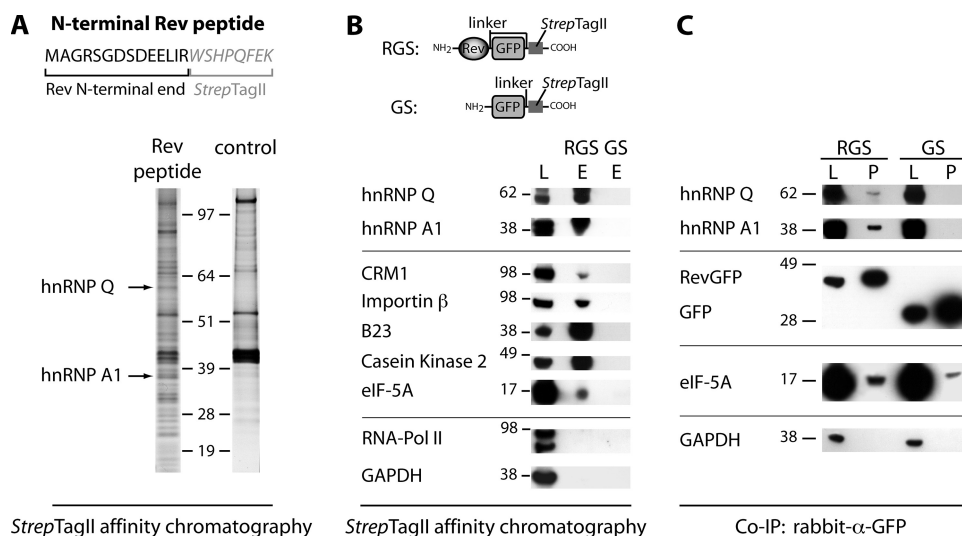 A
N-terminal Rev peptide
MAGRSGDSDEELIRWSHPQFEK
Rev N-terminal end StrepTagII
Rev peptide
control
97
64
51
39
28
19
hnRNP Q
hnRNP A1
StrepTagII affinity chromatography
B
linker StrepTagII
RGS: NH2 Rev GFP COOH
linker StrepTagII
GS: NH2 GFP COOH
RGS GS
L E E
hnRNP Q 62
hnRNP A1 38
CRM1 98
Importin β 98
B23 38
Casein Kinase 2 49
eIF-5A 17
RNA-Pol II 98
GAPDH 38
StrepTagII affinity chromatography
C
RGS GS
L P L P
hnRNP Q 62
hnRNP A1 38
49
RevGFP
GFP
28
eIF-5A 17
GAPDH 38
Co-IP: rabbit-α-GFP